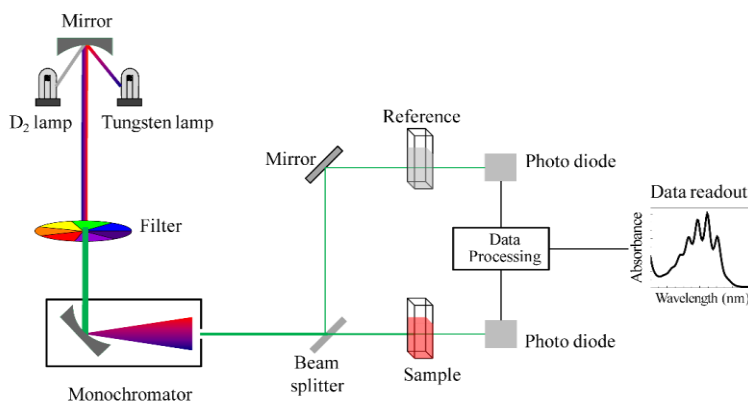 Mirror
D₂ lamp
Tungsten lamp
Filter
Monochromator
Mirror
Reference
Photo diode
Data
Processing
Beam
splitter
Sample
Photo diode
Data readout
Absorbance
Wavelength (nm)